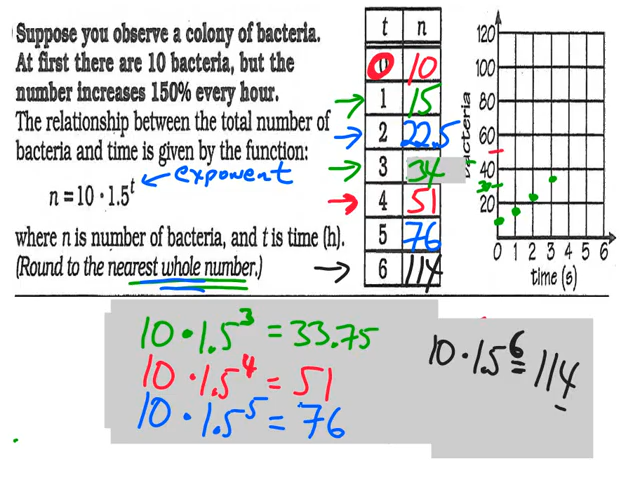 Suppose you observe a colony of bacteria.
At first there are 10 bacteria, but the
number increases 150% every hour.
The relationship between the total number of
bacteria and time is given by the function:
n = 10 · 1.5^t ← exponent
where n is number of bacteria, and t is time (h).
(Round to the nearest whole number.)
t n
0 10
→ 1 15
→ 2 22.5
→ 3 34
→ 4 51
5 76
→ 6 114
bacteria
120
100
80
60
40
30
20
0 1 2 3 4 5 6
time (s)
10 · 1.5^3 = 33.75
10 · 1.5^4 = 51
10 · 1.5^5 = 76
10 · 1.5^6 = 114